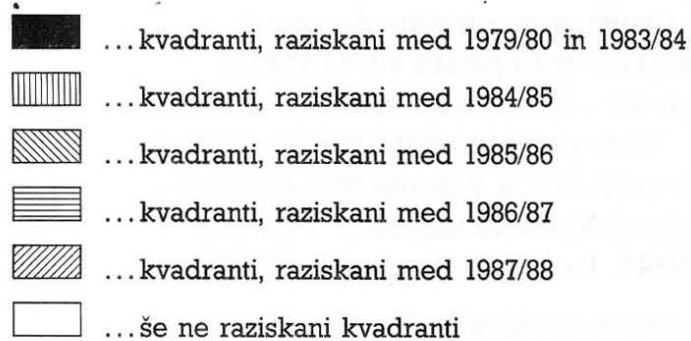 ...kvadranti, raziskani med 1979/80 in 1983/84
...kvadranti, raziskani med 1984/85
...kvadranti, raziskani med 1985/86
...kvadranti, raziskani med 1986/87
...kvadranti, raziskani med 1987/88
...še ne raziskani kvadranti